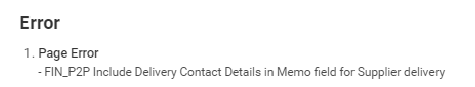 Error
1. Page Error
- FIN_P2P Include Delivery Contact Details in Memo field for Supplier delivery